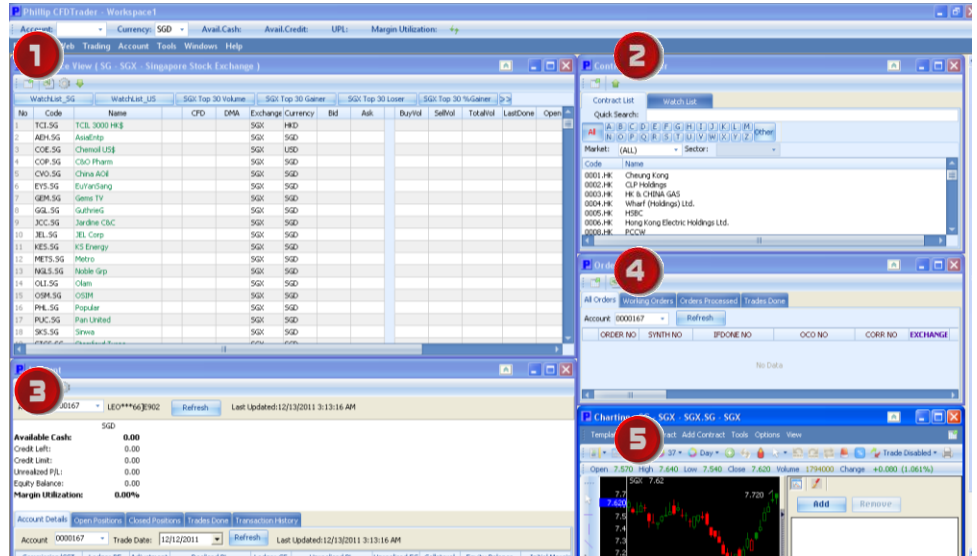 Phillip CFDTrader - Workspace1
Account: Currency: SGD Avail.Cash: Avail.Credit: UPL: Margin Utilization:
Trading Account Tools Windows Help
1
View ( SG - SGX - Singapore Stock Exchange )
WatchList_SG WatchList_US SGX Top 30 Volume SGX Top 30 Gainer SGX Top 30 Loser SGX Top 30 %Gainer >>
No Code Name CFD DMA Exchange Currency Bid Ask BuyVol SellVol TotalVol LastDone Open
1 TCI.SG TCIL 3000 HK$ SGX HKD
2 AEH.SG AsiaEntp SGX SGD
3 COE.SG Chemoil US$ SGX USD
4 COP.SG C&O Pharm SGX SGD
5 CVO.SG China AOil SGX SGD
6 EYS.SG EuYanSang SGX SGD
7 GEM.SG Gems TV SGX SGD
8 GGL.SG GuthrieG SGX SGD
9 JCC.SG Jardine C&C SGX SGD
10 JEL.SG JEL Corp SGX SGD
11 KES.SG KS Energy SGX SGD
12 METS.SG Metro SGX SGD
13 NGLS.SG Noble Grp SGX SGD
14 OLI.SG Olam SGX SGD
15 OSM.SG OSIM SGX SGD
16 PHL.SG Popular SGX SGD
17 PUC.SG Pan United SGX SGD
18 SKS.SG Sinwa SGX SGD
2
Contract List Watch List
Quick Search:
All A B C D E F G H I J K L M Other
N O P Q R S T U V W X Y Z
Market: (ALL) Sector:
Code Name
0001.HK Cheung Kong
0002.HK CLP Holdings
0003.HK HK & CHINA GAS
0004.HK Wharf (Holdings) Ltd.
0005.HK HSBC
0006.HK Hong Kong Electric Holdings Ltd.
0008.HK PCCW
4
All Orders Working Orders Orders Processed Trades Done
Account 0000167 Refresh
ORDER NO SYNTH NO IFDONE NO OCO NO CORR NO EXCHANGE
No Data
3
LEO***66]E902 Refresh Last Updated:12/13/2011 3:13:16 AM
SGD
Available Cash: 0.00
Credit Left: 0.00
Credit Limit: 0.00
Unrealized P/L: 0.00
Equity Balance: 0.00
Margin Utilization: 0.00%
Account Details Open Positions Closed Positions Trades Done Transaction History
Account 0000167 Trade Date: 12/12/2011 Refresh Last Updated:12/13/2011 3:13:16 AM
5
Charting SGX - SGX.SG - SGX
Add Contract Tools Options View
37 Day Trade Disabled
Open 7.570 High 7.640 Low 7.540 Close 7.620 Volume 1794000 Change +0.000 (1.061%)
SGX 7.62
7.7
7.620
7.5
7.4
7.3
7.2
7.720
Add Remove